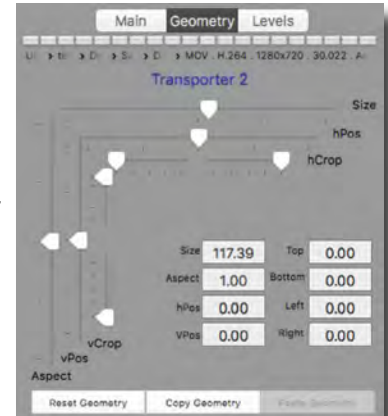 Main Geometry Levels
MOV . H.264 . 1280x720 . 30.022 .
Transporter 2
Size
hPos
hCrop
Size 117.39 Top 0.00
Aspect 1.00 Bottom 0.00
hPos 0.00 Left 0.00
VPos 0.00 Right 0.00
vCrop
vPos
Aspect
Reset Geometry Copy Geometry Paste Geometry